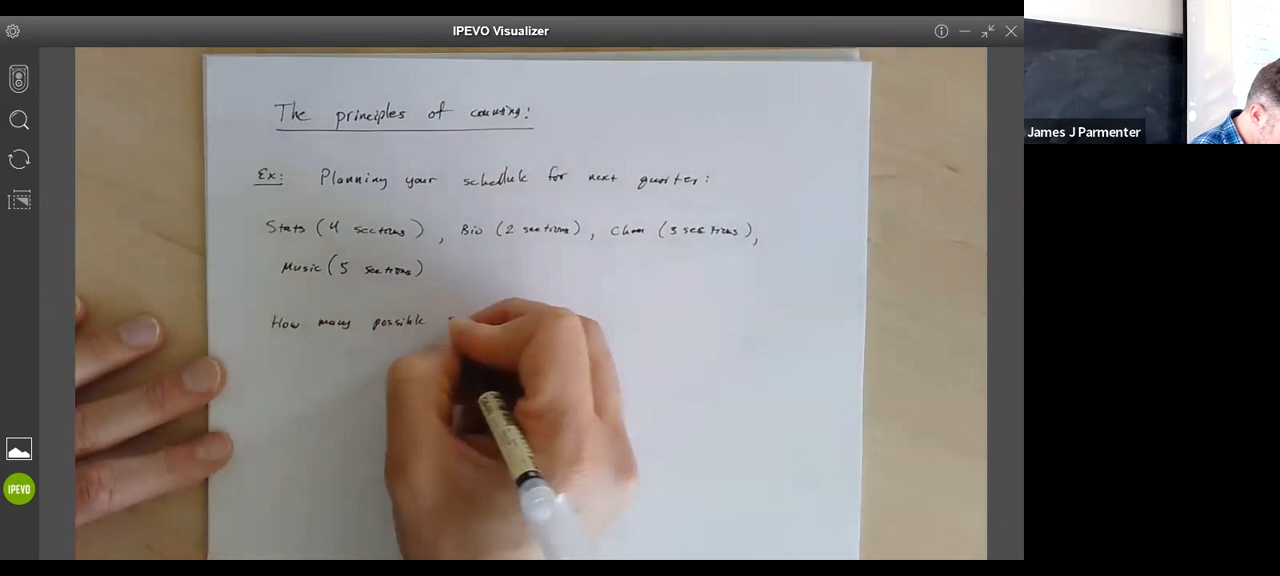 IPEVO Visualizer
James J Parmenter
The principles of counting:
Ex: Planning your schedule for next quarter:
Stats (4 sections), Bio (2 sections), Chem (3 sections),
Music (5 sections)
How many possible
IPEVO